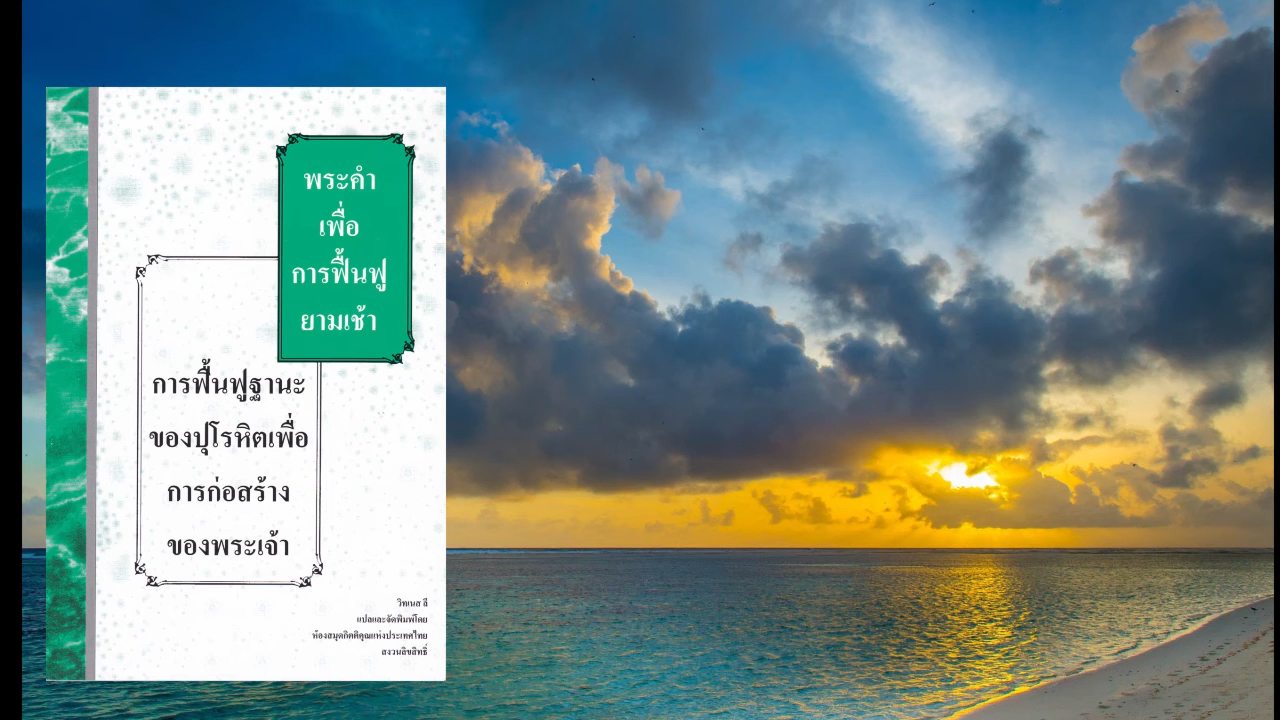 พระคำ
เพื่อ
การฟื้นฟู
ยามเช้า
การฟื้นฟูฐานะ
ของปุโรหิตเพื่อ
การก่อสร้าง
ของพระเจ้า
วิทเนส ลี
แปลและจัดพิมพ์โดย
ห้องสมุดกิตติคุณแห่งประเทศไทย
สงวนลิขสิทธิ์